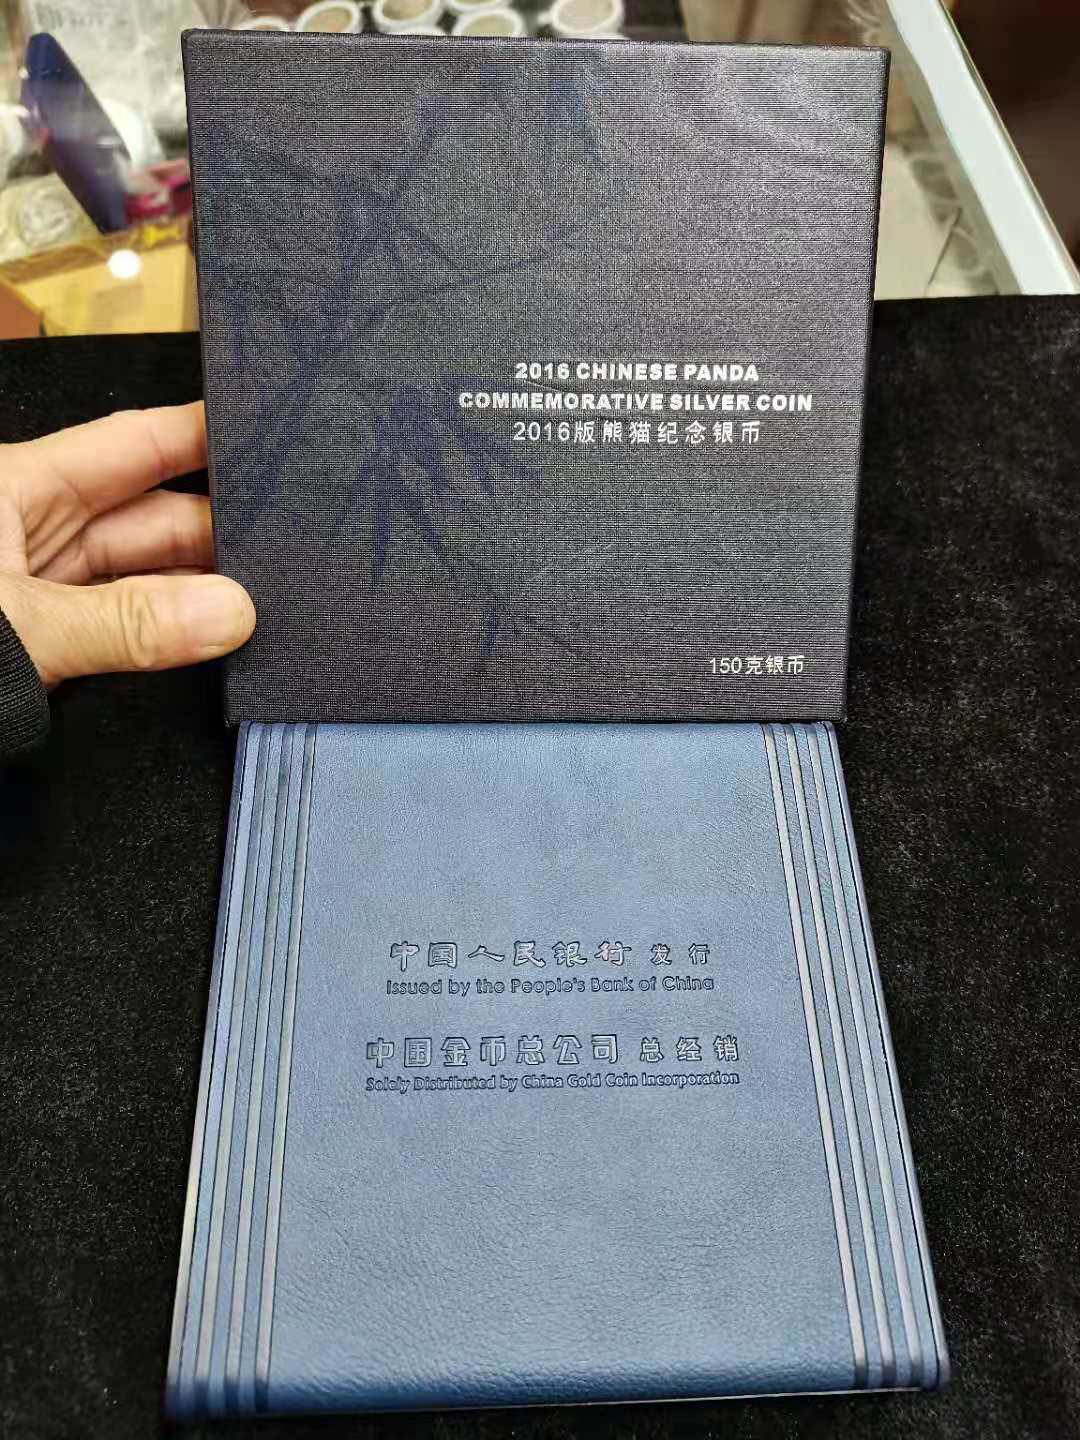 2016 CHINESE PANDA
COMMEMORATIVE SILVER COIN
2016版熊猫纪念银币
150克银币
中国人民银行 发行
Issued by the People's Bank of China
中国金币总公司 总经销
Solely Distributed by China Gold Coin Incorporation